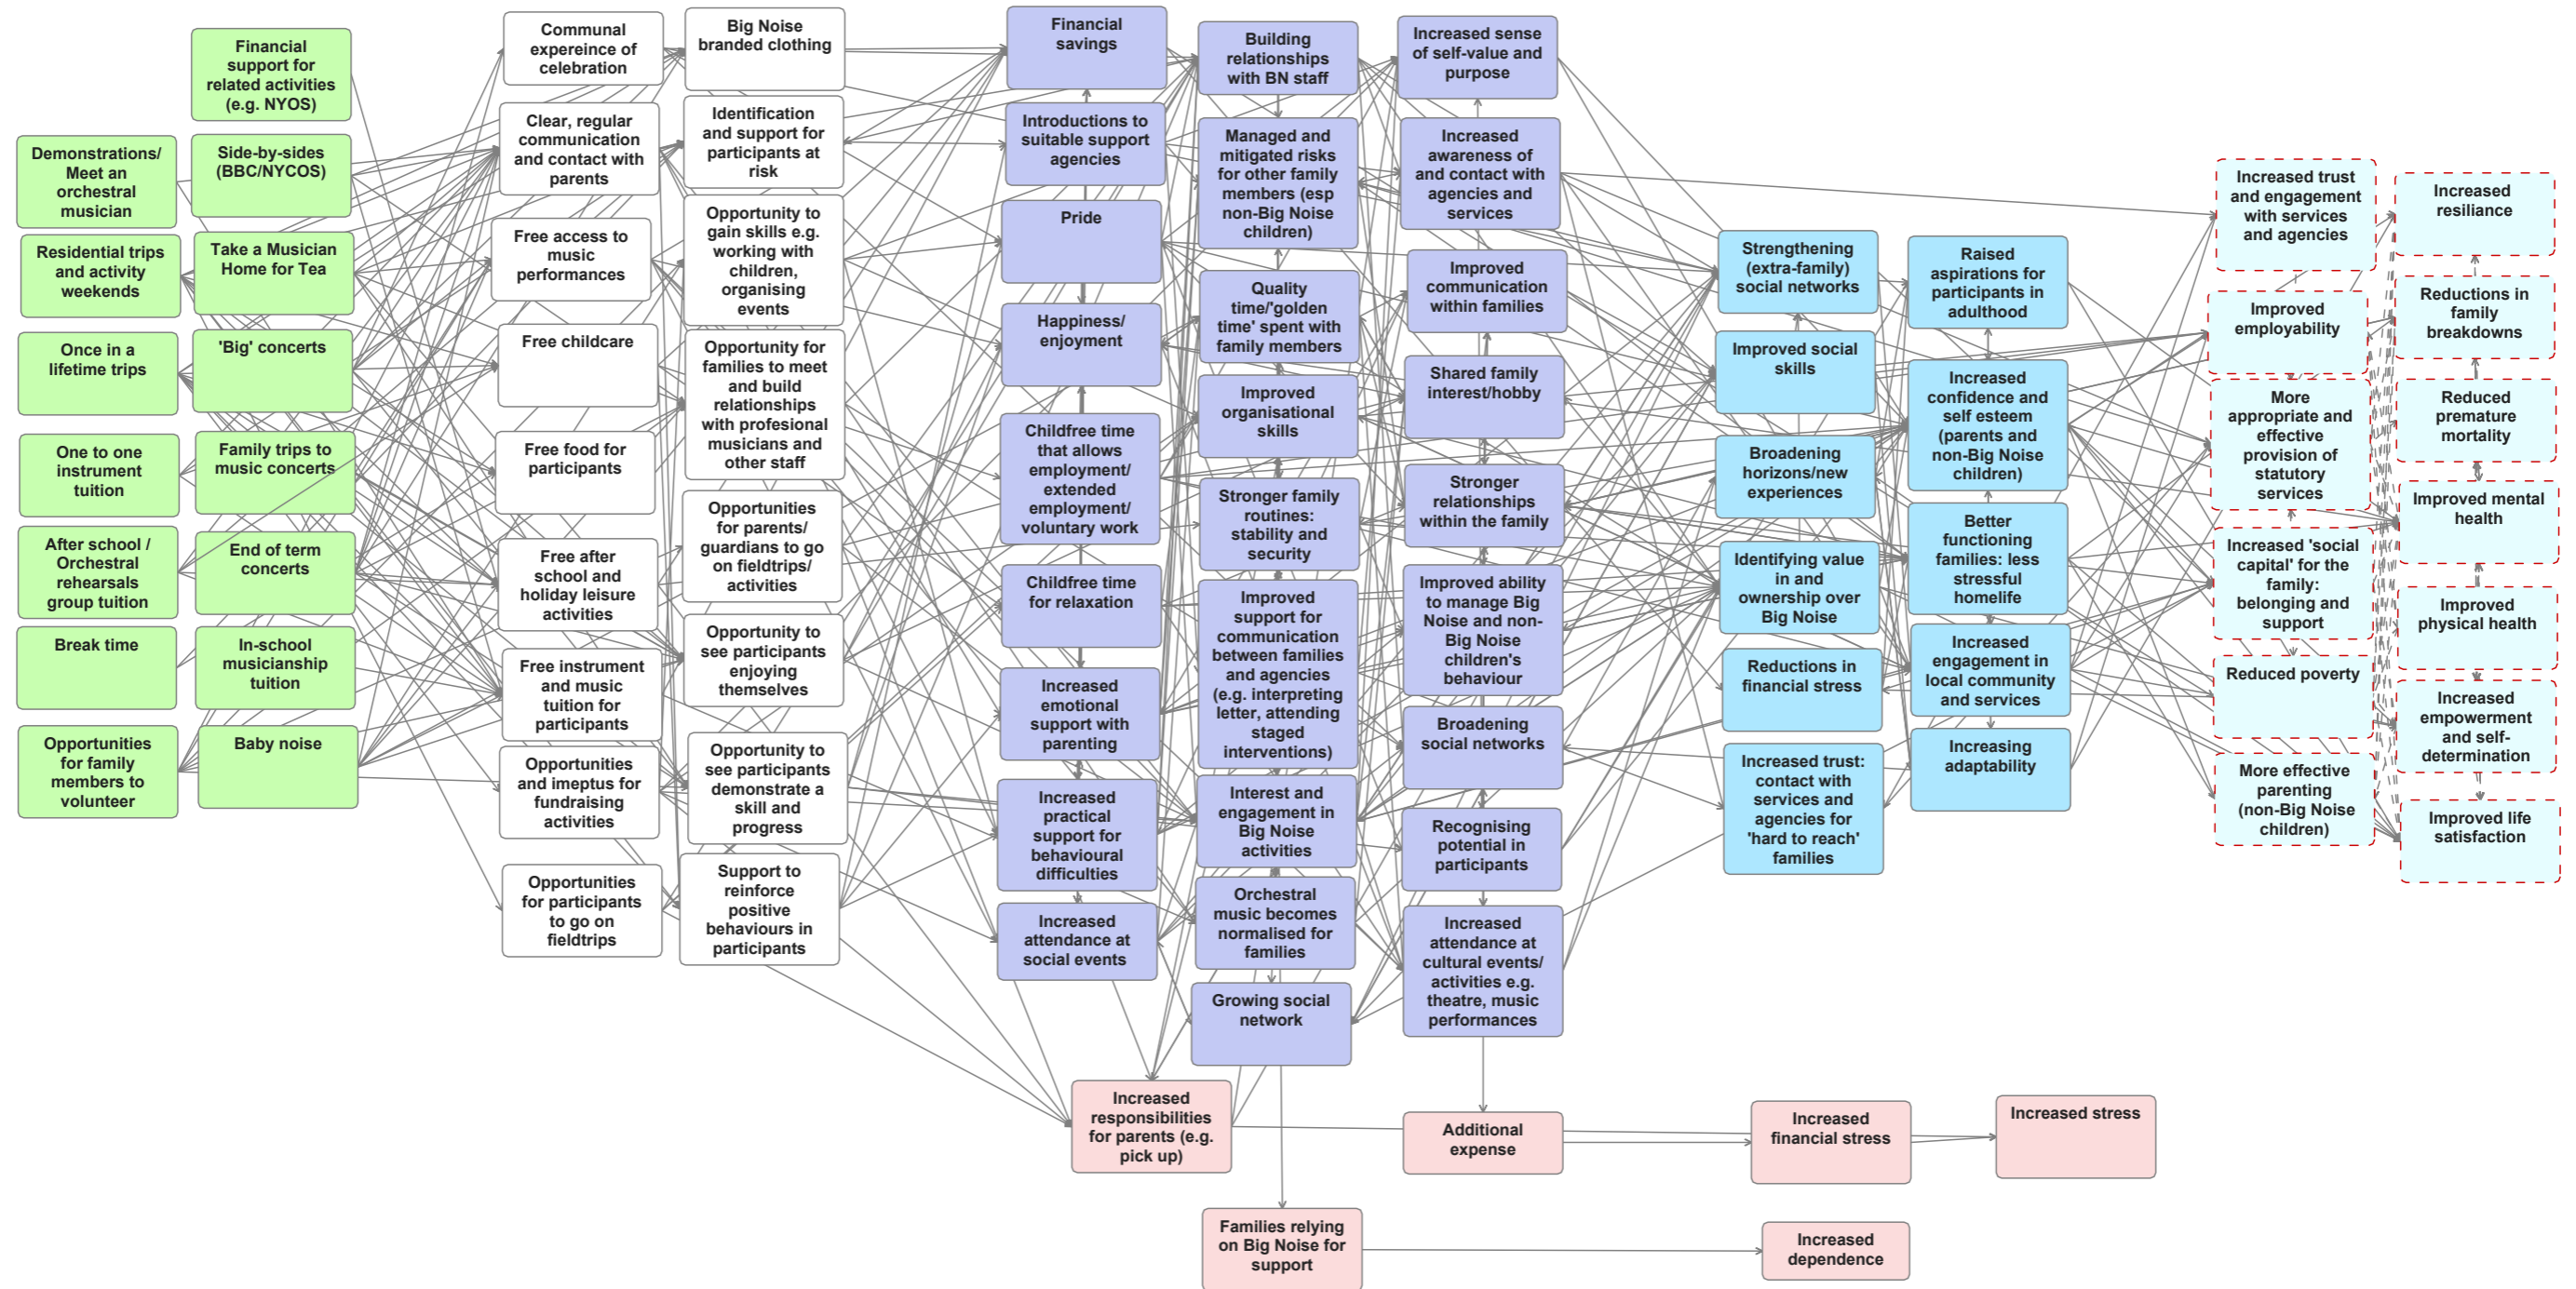 Demonstrations/
Meet an
orchestral
musician
Residential trips
and activity
weekends
Once in a
lifetime trips
One to one
instrument
tuition
After school /
Orchestral
rehearsals
group tuition
Break time
Opportunities
for family
members to
volunteer
Financial
support for
related activities
(e.g. NYOS)
Side-by-sides
(BBC/NYCOS)
Take a Musician
Home for Tea
'Big' concerts
Family trips to
music concerts
End of term
concerts
In-school
musicianship
tuition
Baby noise
Communal
expereince of
celebration
Clear, regular
communication
and contact with
parents
Free access to
music
performances
Free childcare
Free food for
participants
Free after
school and
holiday leisure
activities
Free instrument
and music
tuition for
participants
Opportunities
and imeptus for
fundraising
activities
Opportunities
for participants
to go on
fieldtrips
Big Noise
branded clothing
Identification
and support for
participants at
risk
Opportunity to
gain skills e.g.
working with
children,
organising
events
Opportunity for
families to meet
and build
relationships
with profesional
musicians and
other staff
Opportunities
for parents/
guardians to go
on fieldtrips/
activities
Opportunity to
see participants
enjoying
themselves
Opportunity to
see participants
demonstrate a
skill and
progress
Support to
reinforce
positive
behaviours in
participants
Financial
savings
Introductions to
suitable support
agencies
Pride
Happiness/
enjoyment
Childfree time
that allows
employment/
extended
employment/
voluntary work
Childfree time
for relaxation
Increased
emotional
support with
parenting
Increased
practical
support for
behavioural
difficulties
Increased
attendance at
social events
Increased
responsibilities
for parents (e.g.
pick up)
Building
relationships
with BN staff
Managed and
mitigated risks
for other family
members (esp
non-Big Noise
children)
Quality
time/'golden
time' spent with
family members
Improved
organisational
skills
Stronger family
routines:
stability and
security
Improved
support for
communication
between families
and agencies
(e.g. interpreting
letter, attending
staged
interventions)
Interest and
engagement in
Big Noise
activities
Orchestral
music becomes
normalised for
families
Growing social
network
Families relying
on Big Noise for
support
Increased sense
of self-value and
purpose
Increased
awareness of
and contact with
agencies and
services
Improved
communication
within families
Shared family
interest/hobby
Stronger
relationships
within the family
Improved ability
to manage Big
Noise and non-
Big Noise
children's
behaviour
Broadening
social networks
Recognising
potential in
participants
Increased
attendance at
cultural events/
activities e.g.
theatre, music
performances
Additional
expense
Strengthening
(extra-family)
social networks
Improved social
skills
Broadening
horizons/new
experiences
Identifying value
in and
ownership over
Big Noise
Reductions in
financial stress
Increased trust:
contact with
services and
agencies for
'hard to reach'
families
Increased
financial stress
Increased
dependence
Raised
aspirations for
participants in
adulthood
Increased
confidence and
self esteem
(parents and
non-Big Noise
children)
Better
functioning
families: less
stressful
homelife
Increased
engagement in
local community
and services
Increasing
adaptability
Increased stress
Increased trust
and engagement
with services
and agencies
Improved
employability
More
appropriate and
effective
provision of
statutory
services
Increased 'social
capital' for the
family:
belonging and
support
Reduced poverty
More effective
parenting
(non-Big Noise
children)
Increased
resiliance
Reductions in
family
breakdowns
Reduced
premature
mortality
Improved mental
health
Improved
physical health
Increased
empowerment
and self-
determination
Improved life
satisfaction